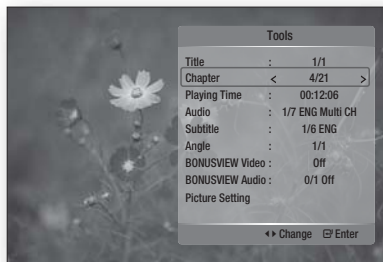 Tools
Title : 1/1
Chapter < 4/21 >
Playing Time : 00:12:06
Audio : 1/7 ENG Multi CH
Subtitle : 1/6 ENG
Angle : 1/1
BONUSVIEW Video : Off
BONUSVIEW Audio : 0/1 Off
Picture Setting
Change Enter